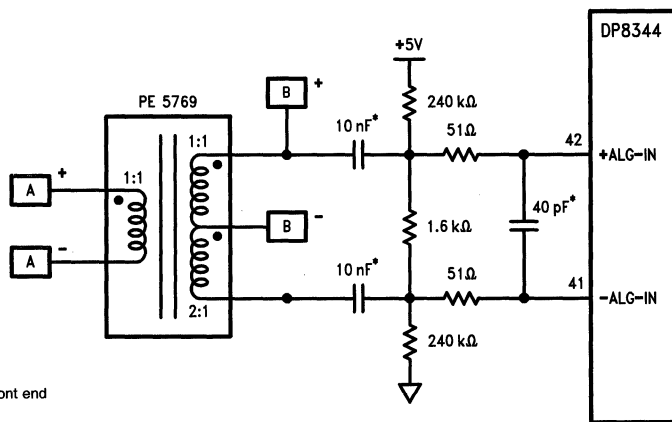 DP8344
+5V
PE 5769
B +
240 kΩ
10 nF*
51Ω
1:1
42
+ALG-IN
A +
1:1
B -
1.6 kΩ
40 pF*
A -
10 nF*
51Ω
41
-ALG-IN
2:1
240 kΩ
ont end